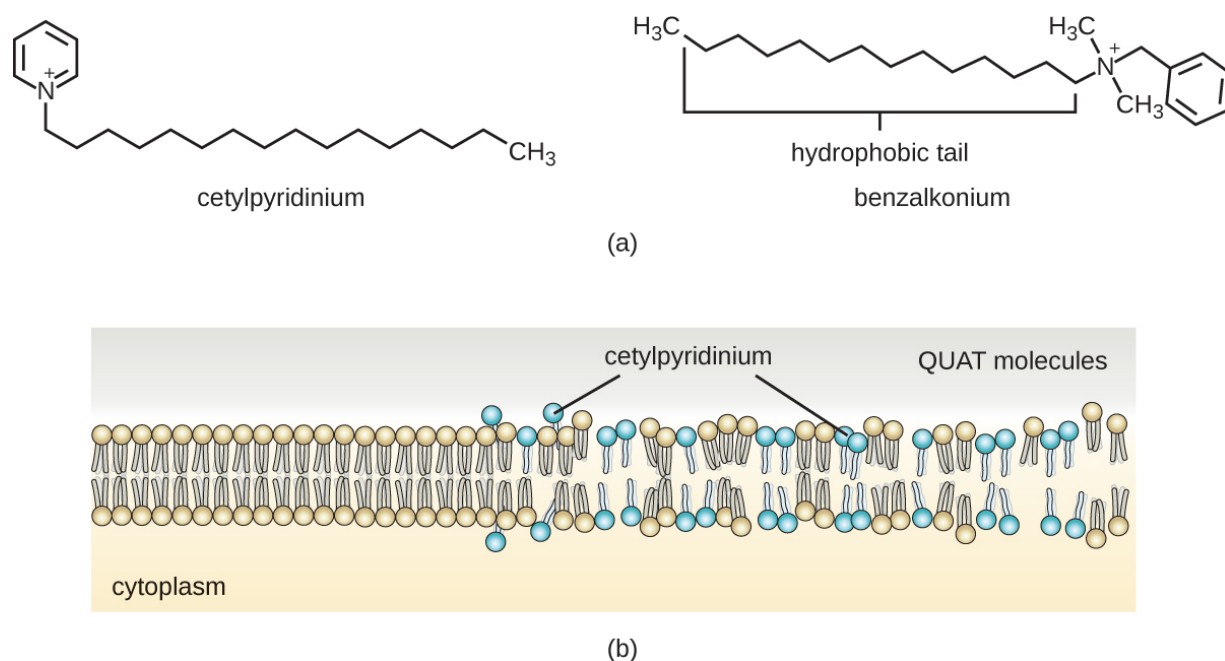 +
N
CH₃
cetylpyridinium
H₃C
H₃C
+
N
CH₃
hydrophobic tail
benzalkonium
(a)
cetylpyridinium
QUAT molecules
cytoplasm
(b)